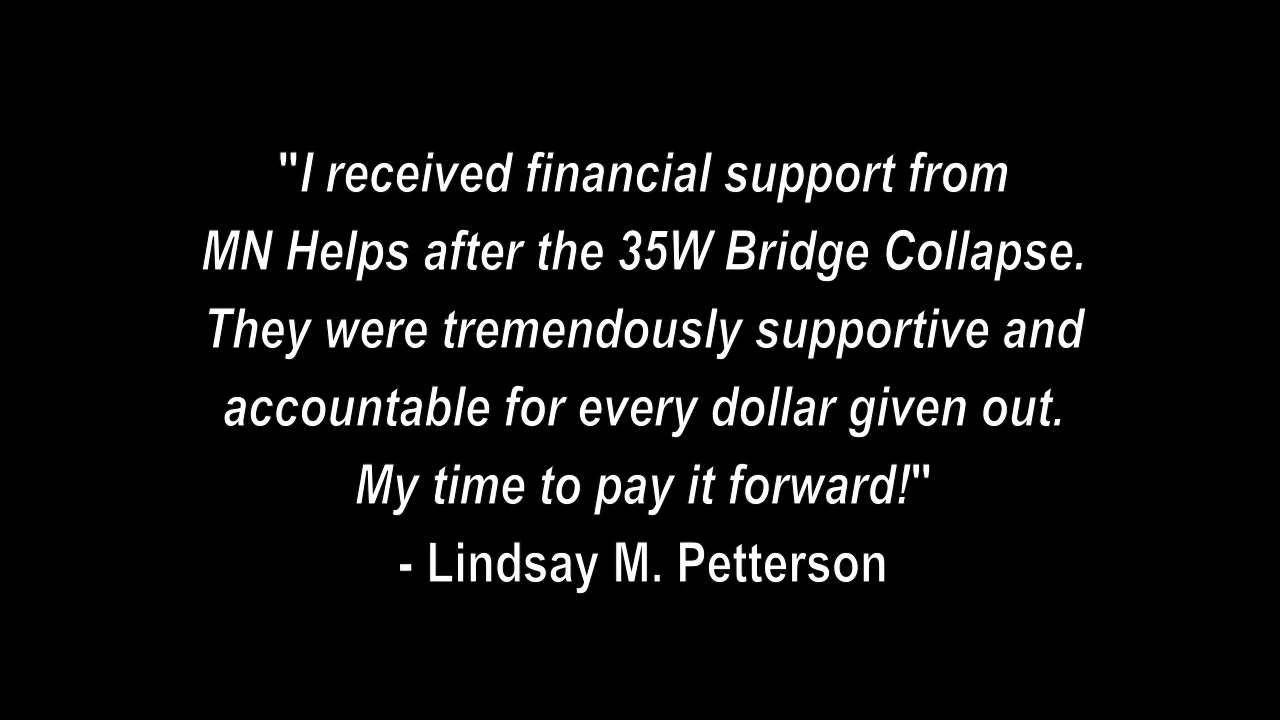 "I received financial support from
MN Helps after the 35W Bridge Collapse.
They were tremendously supportive and
accountable for every dollar given out.
My time to pay it forward!"
- Lindsay M. Petterson